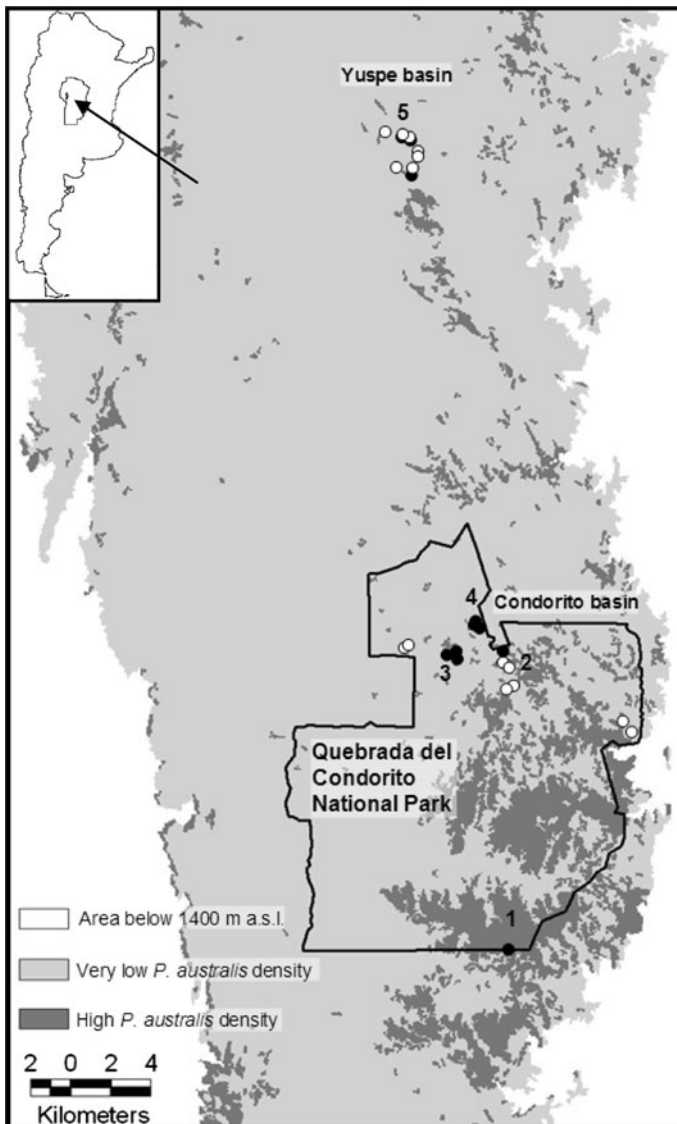 Yuspe basin
5
4
Condorito basin
2
3
Quebrada del
Condorito
National Park
1
Area below 1400 m a.s.l.
Very low P. australis density
High P. australis density
2 0 2 4
Kilometers